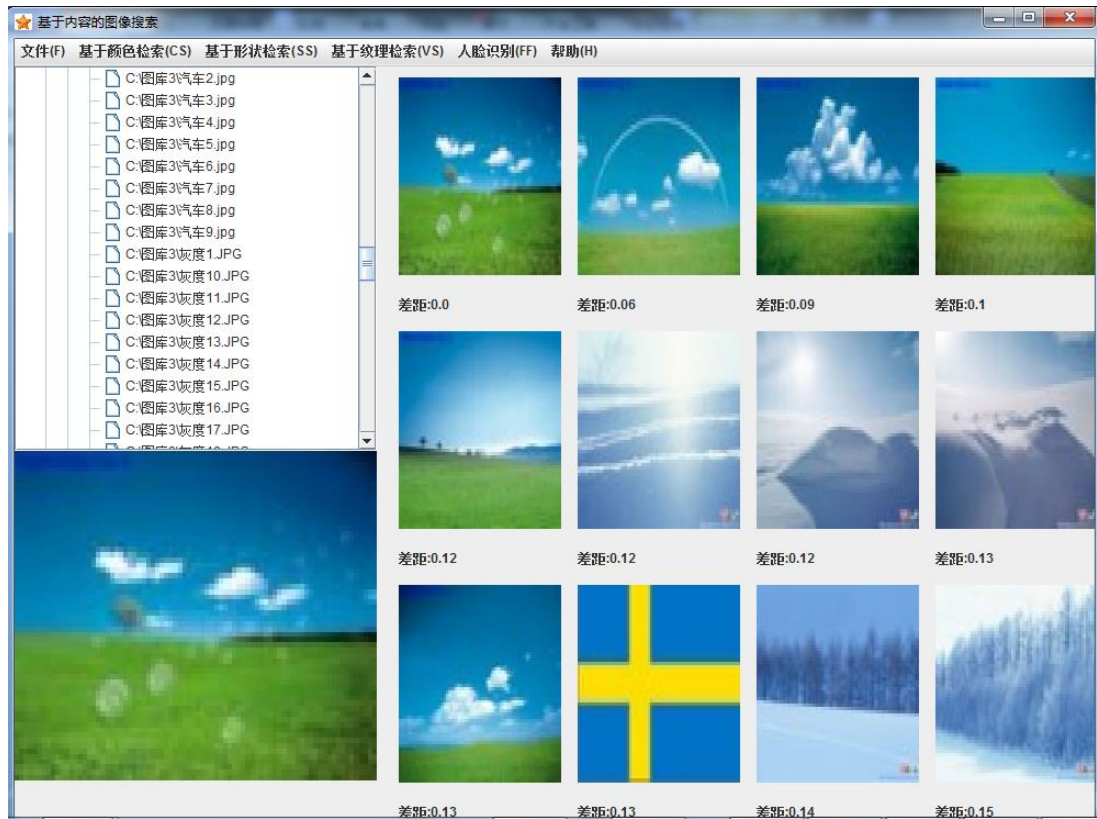 基于内容的图像搜索
文件(F) 基于颜色检索(CS) 基于形状检索(SS) 基于纹理检索(VS) 人脸识别(FF) 帮助(H)
C:\图库3\汽车2.jpg
C:\图库3\汽车3.jpg
C:\图库3\汽车4.jpg
C:\图库3\汽车5.jpg
C:\图库3\汽车6.jpg
C:\图库3\汽车7.jpg
C:\图库3\汽车8.jpg
C:\图库3\汽车9.jpg
C:\图库3\灰度1.JPG
C:\图库3\灰度10.JPG
C:\图库3\灰度11.JPG
C:\图库3\灰度12.JPG
C:\图库3\灰度13.JPG
C:\图库3\灰度14.JPG
C:\图库3\灰度15.JPG
C:\图库3\灰度16.JPG
C:\图库3\灰度17.JPG
差距:0.0 差距:0.06 差距:0.09 差距:0.1
差距:0.12 差距:0.12 差距:0.12 差距:0.13
差距:0.13 差距:0.13 差距:0.14 差距:0.15